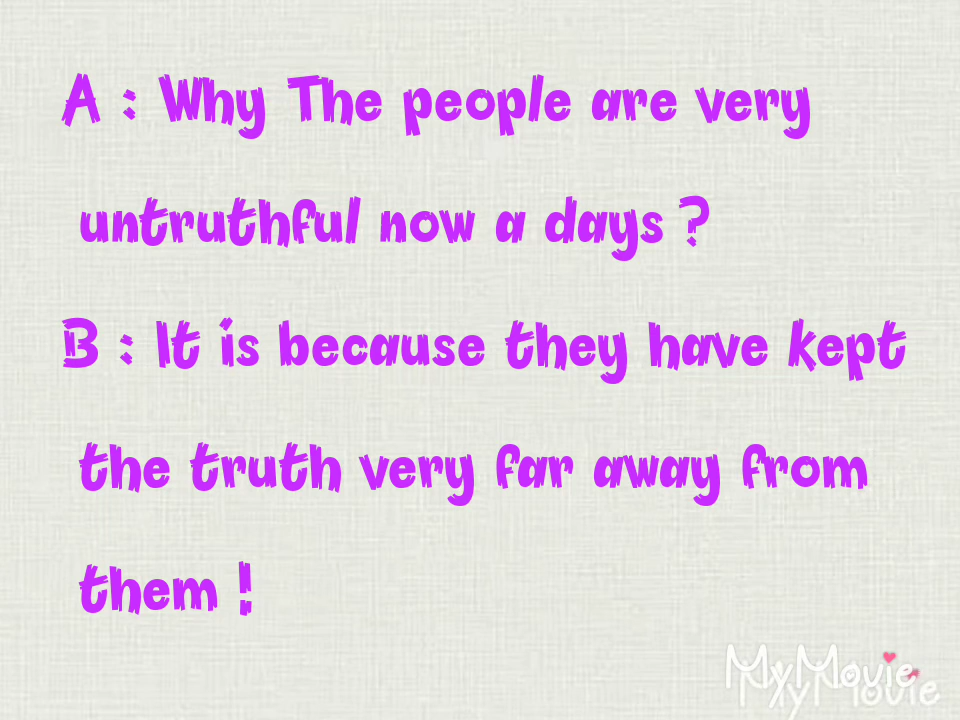 A : Why The people are very
untruthful now a days ?
B : It is because they have kept
the truth very far away from
them !
MyMovie
MyMovie